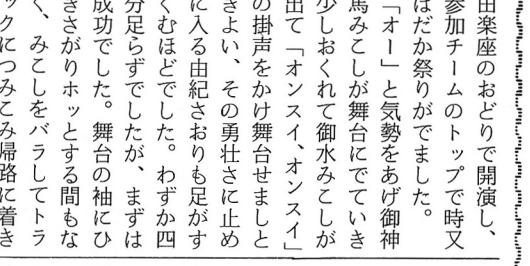 田楽座のおどりで開演し、
参加チームのトップで時又
はだか祭りがでました。
「オー」と気勢をあげ御神
馬みこしが舞台にでていき
少しおくれて御水みこしが
出て「オンスイ、オンスイ」
の掛声をかけ舞台せましと
きよい、その勇壮さに止め
に入る由紀さおりも足がす
くむほどでした。わずか四
分足らずでしたが、まずは
成功でした。舞台の袖にひ
きさがりホッとする間もな
く、みこしをバラしてトラ
ックにつみこみ帰路に着き